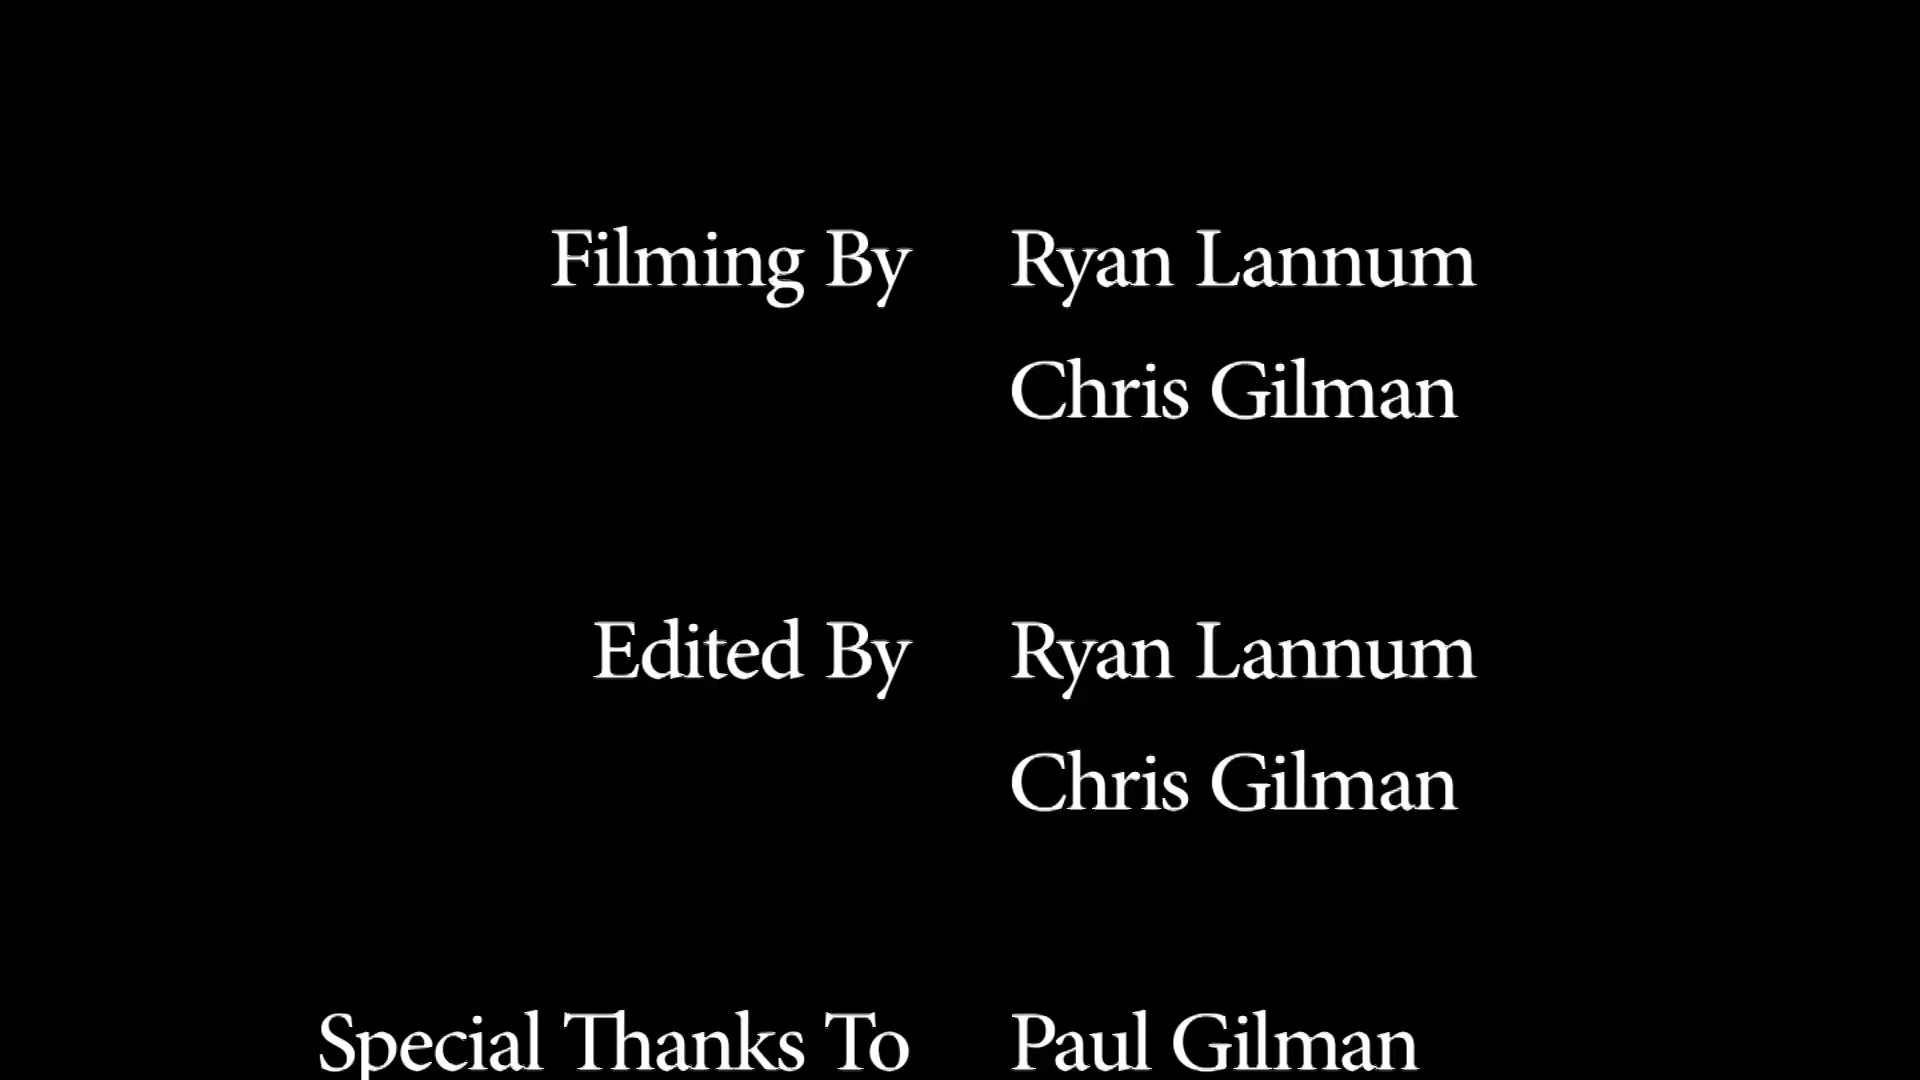 Filming By Ryan Lannum
Chris Gilman
Edited By Ryan Lannum
Chris Gilman
Special Thanks To Paul Gilman